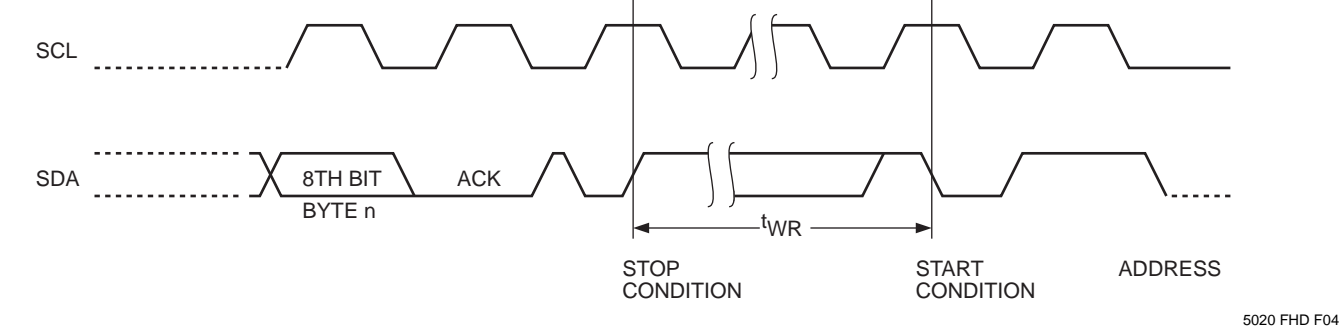 SCL
SDA
8TH BIT
ACK
BYTE n
tWR
STOP
CONDITION
START
CONDITION
ADDRESS
5020 FHD F04